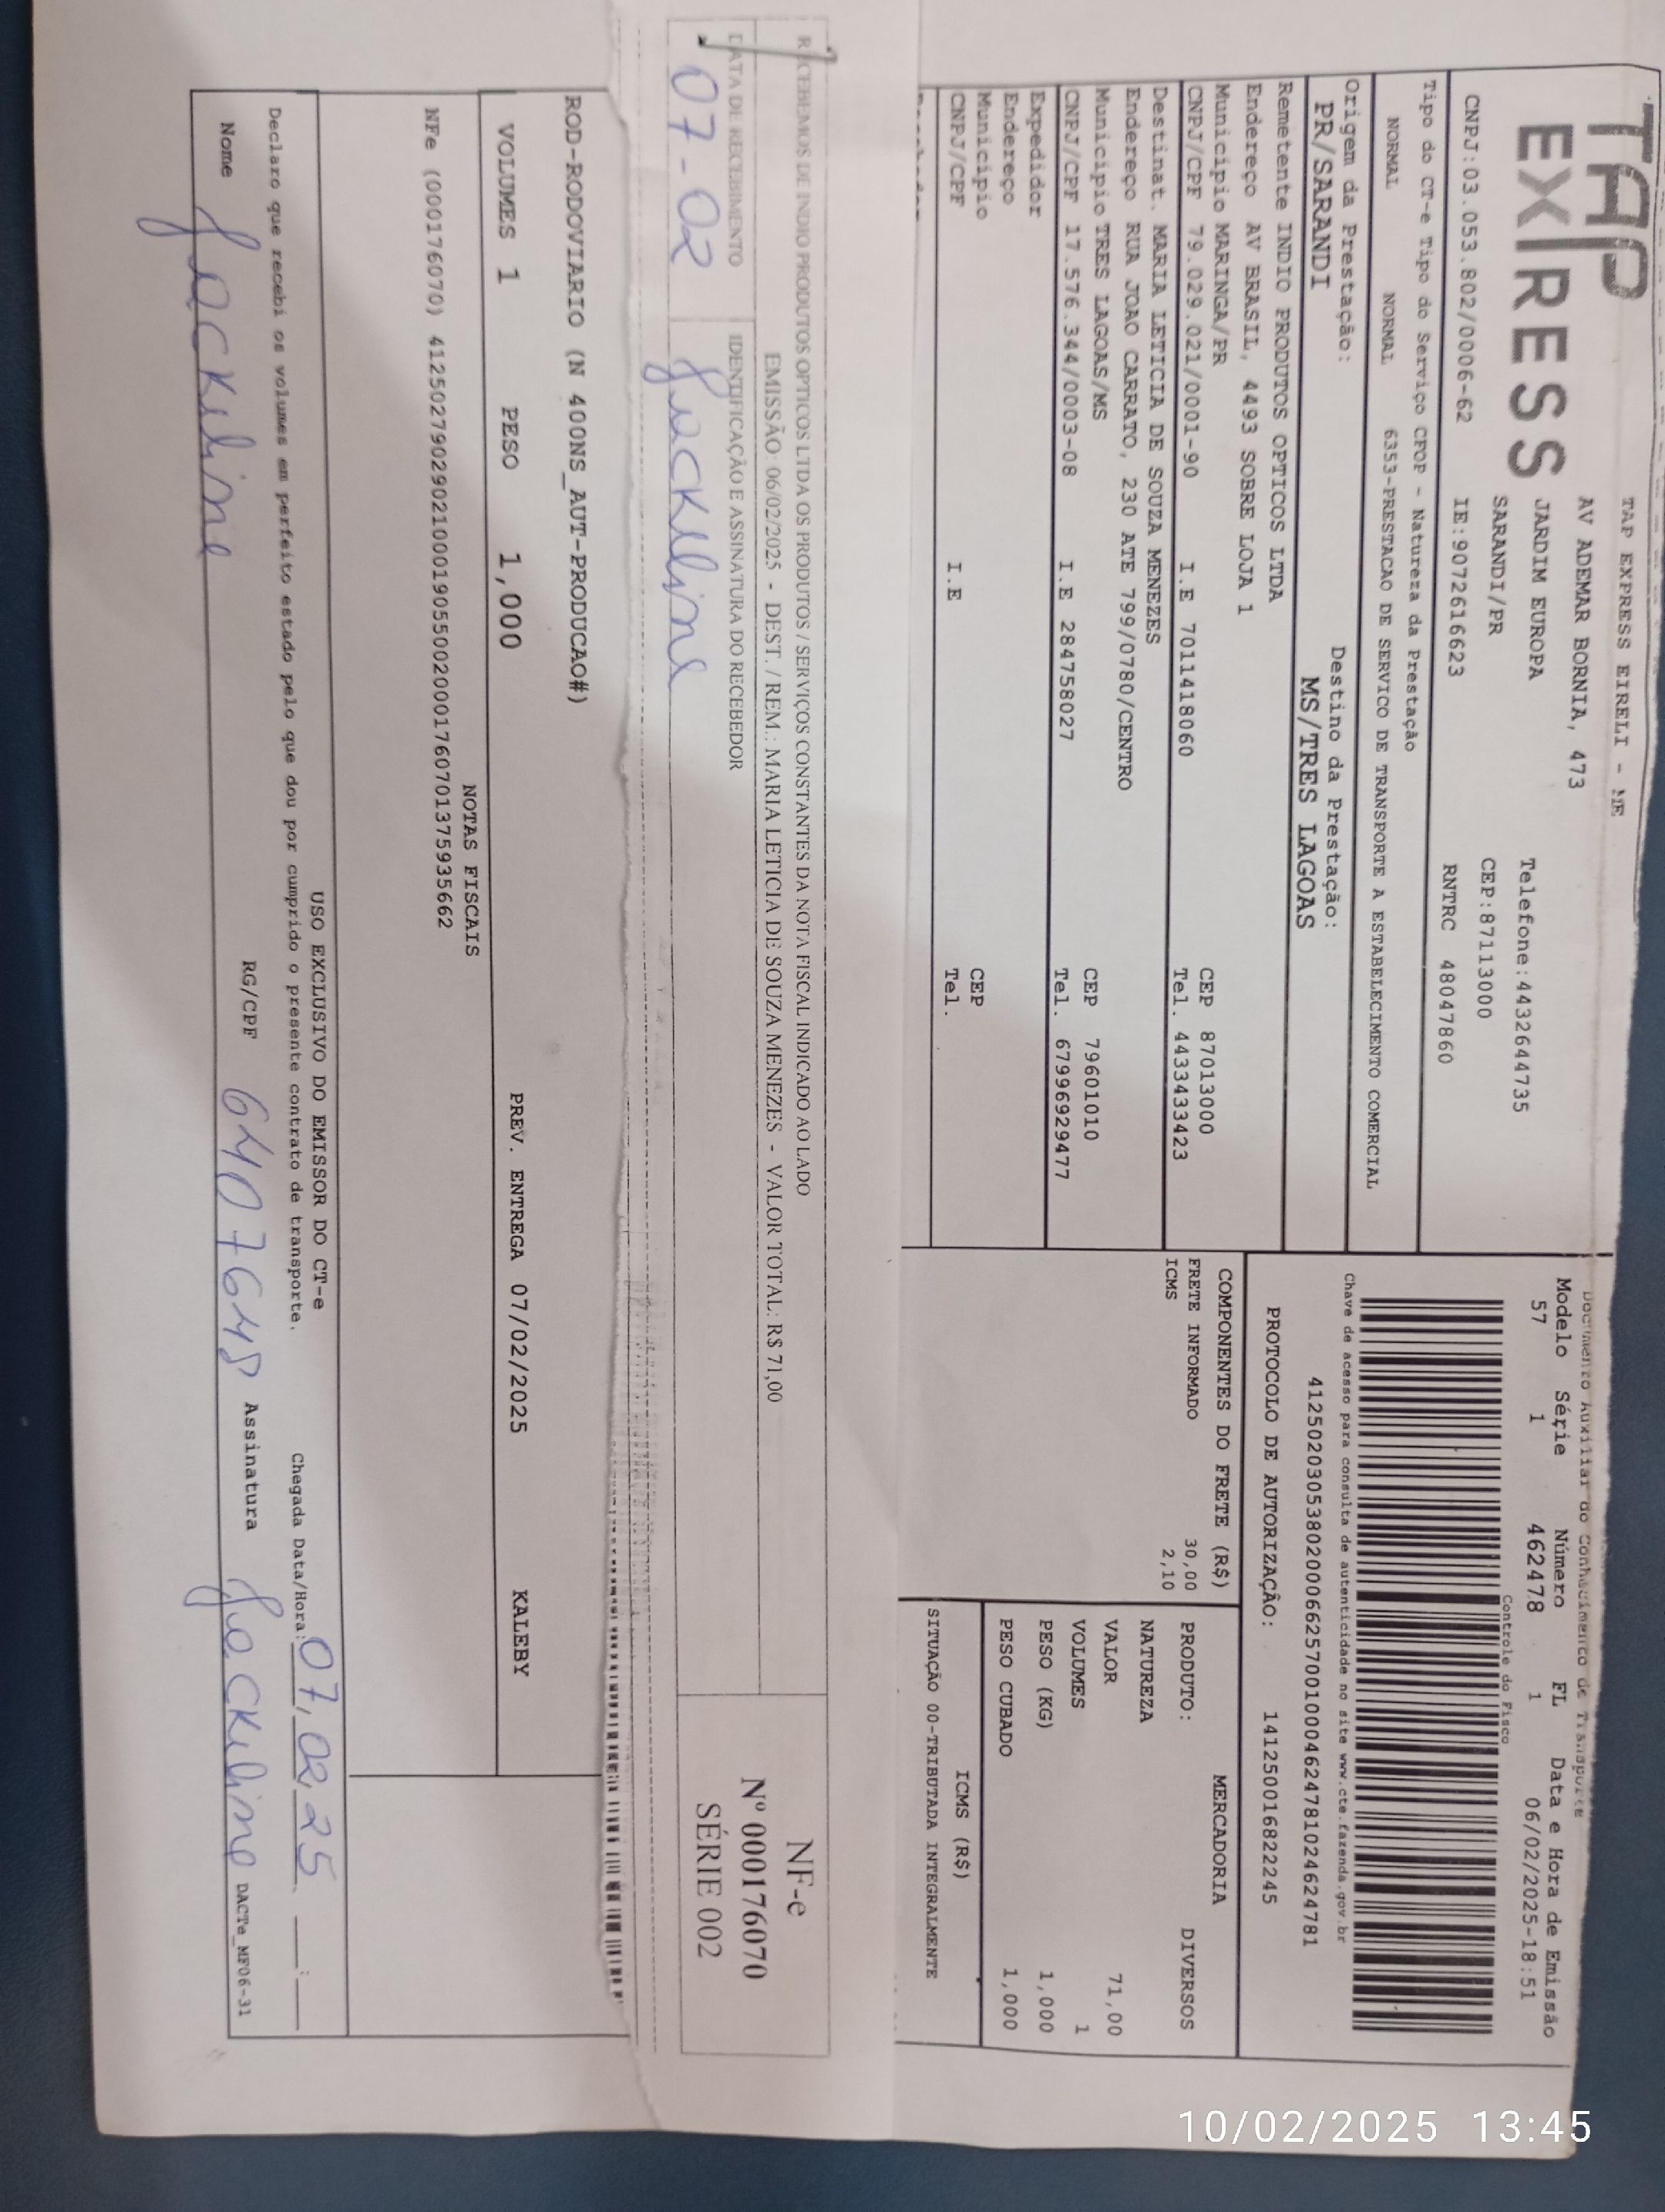 TAP
EXPRESS
TAP EXPRESS EIRELI - ME
AV ADEMAR BORNIA, 473
JARDIM EUROPA Telefone:4432644735
SARANDI/PR CEP:87113000
CNPJ:03.053.802/0006-62 IE:9072616623 RNTRC 48047860
Tipo do CT-e Tipo do Serviço CFOP - Natureza da Prestação
NORMAL NORMAL 6353-PRESTACAO DE SERVICO DE TRANSPORTE A ESTABELECIMENTO COMERCIAL
Origem da Prestação: Destino da Prestação:
PR/SARANDI MS/TRES LAGOAS
Documento Auxiliar do Conhecimento de Transporte
Modelo Série Número FL Data e Hora de Emissão
57 1 462478 1 06/02/2025-18:51
Controle do Fisco
Chave de acesso para consulta de autenticidade no site www.cte.fazenda.gov.br
41250203053802000662570010004624781024624781
PROTOCOLO DE AUTORIZAÇÃO: 141250016822245
Remetente INDIO PRODUTOS OPTICOS LTDA
Endereço AV BRASIL, 4493 SOBRE LOJA 1
Municipio MARINGA/PR CEP 87013000
CNPJ/CPF 79.029.021/0001-90 I.E 7011418060 Tel. 4433433423
Destinat. MARIA LETICIA DE SOUZA MENEZES
Endereço RUA JOAO CARRATO, 230 ATE 799/0780/CENTRO
Municipio TRES LAGOAS/MS CEP 79601010
CNPJ/CPF 17.576.344/0003-08 I.E 284758027 Tel. 67996929477
Expedidor
Endereço
Municipio CEP
CNPJ/CPF I.E Tel.
COMPONENTES DO FRETE (R$)
FRETE INFORMADO 30,00
ICMS 2,10
MERCADORIA
PRODUTO: DIVERSOS
NATUREZA
VALOR 71,00
VOLUMES 1
PESO (KG) 1,000
PESO CUBADO 1,000
ICMS (R$)
SITUAÇÃO 00-TRIBUTADA INTEGRALMENTE
RECEBEMOS DE INDIO PRODUTOS OPTICOS LTDA OS PRODUTOS / SERVIÇOS CONSTANTES DA NOTA FISCAL INDICADO AO LADO
EMISSÃO: 06/02/2025 - DEST. / REM.: MARIA LETICIA DE SOUZA MENEZES - VALOR TOTAL: R$ 71,00
DATA DE RECEBIMENTO IDENTIFICAÇÃO E ASSINATURA DO RECEBEDOR
07-02 Jackeline
NF-e
Nº 000176070
SÉRIE 002
ROD-RODOVIARIO (N 400NS_AUT-PRODUCAO#)
VOLUMES 1 PESO 1,000 PREV. ENTREGA 07/02/2025 KALEBY
NOTAS FISCAIS
NFe (000176070) 41250279029021000190550020001760701375935662
USO EXCLUSIVO DO EMISSOR DO CT-e
Declaro que recebi os volumes em perfeito estado pelo que dou por cumprido o presente contrato de transporte. Chegada Data/Hora: 07,02,25 :
Nome Jackeline RG/CPF Assinatura Jackeline DACTe_MF06-31
10/02/2025 13:45